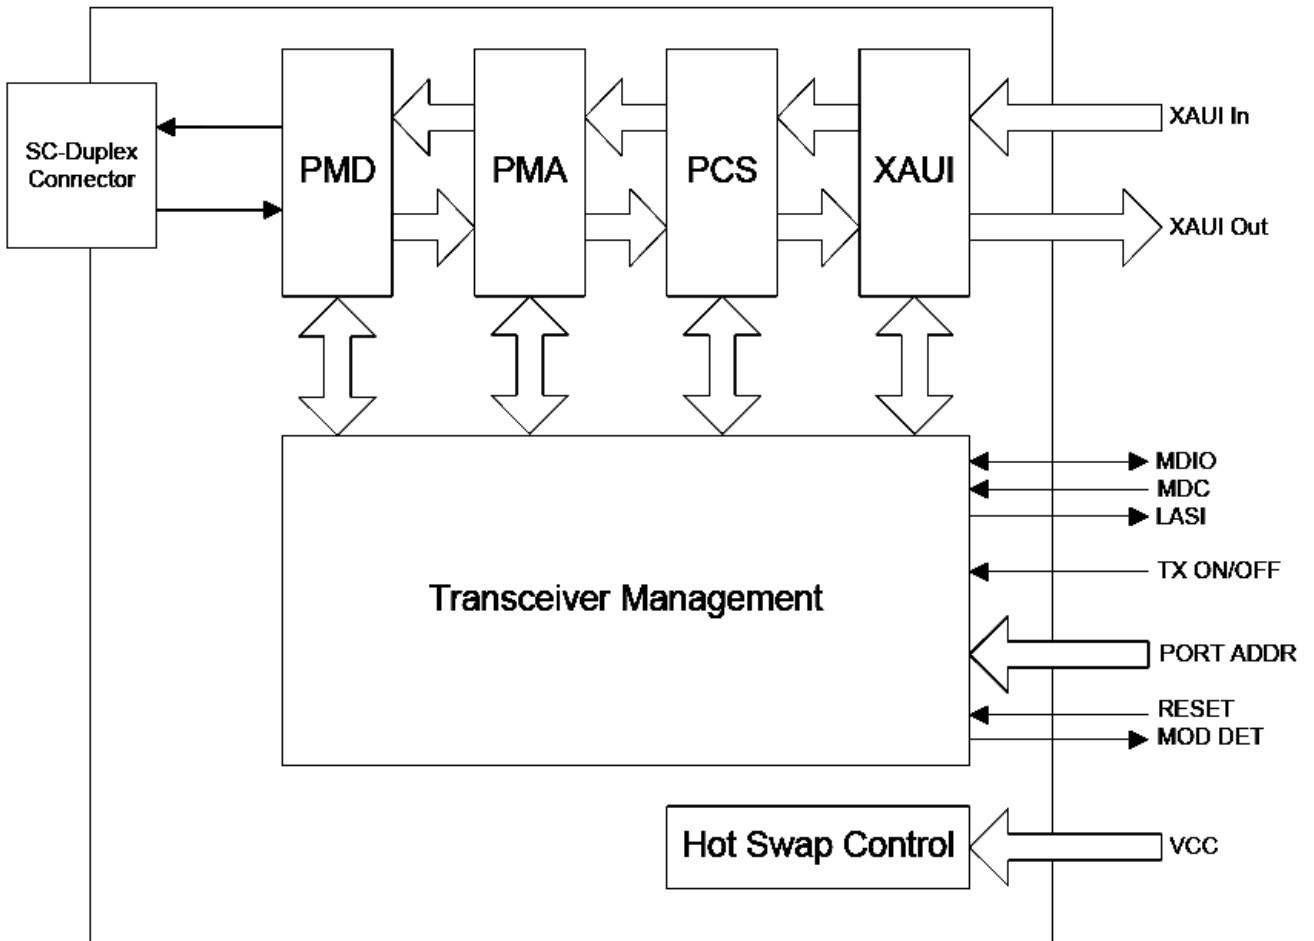 XAUI In
SC-Duplex
Connector
PMD
PMA
PCS
XAUI
XAUI Out
MDIO
MDC
LASI
TX ON/OFF
Transceiver Management
PORT ADDR
RESET
MOD DET
Hot Swap Control
VCC